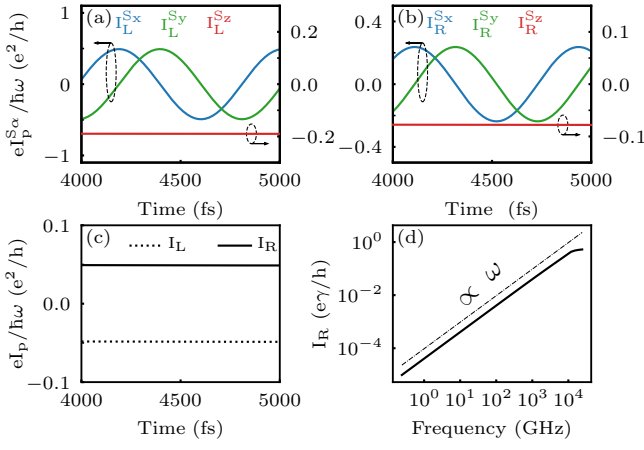 (a) I_L^Sx I_L^Sy I_L^Sz
(b) I_R^Sx I_R^Sy I_R^Sz
eI_p^Sα/ħω (e²/h)
1
0
−1
0.2
0.0
−0.2
0.4
0.0
−0.4
0.1
0.0
−0.1
4000 4500 5000
4000 4500 5000
Time (fs)
Time (fs)
(c) I_L I_R
(d)
eI_p/ħω (e²/h)
0.1
0.0
−0.1
4000 4500 5000
Time (fs)
I_R (eγ/h)
10^0
10^−2
10^−4
∝ ω
10^0 10^1 10^2 10^3 10^4
Frequency (GHz)